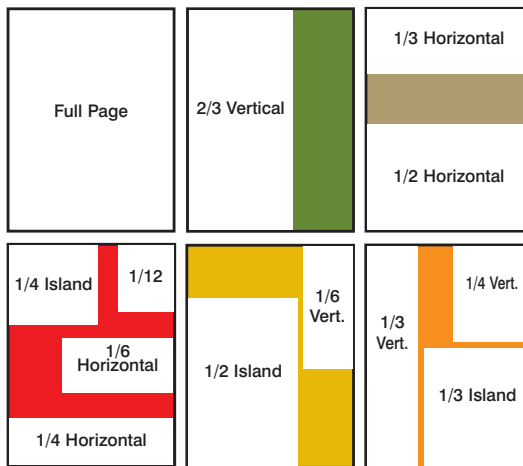 Full Page
2/3 Vertical
1/3 Horizontal
1/2 Horizontal
1/4 Island
1/12
1/6
Horizontal
1/4 Horizontal
1/6
Vert.
1/2 Island
1/3
Vert.
1/4 Vert.
1/3 Island